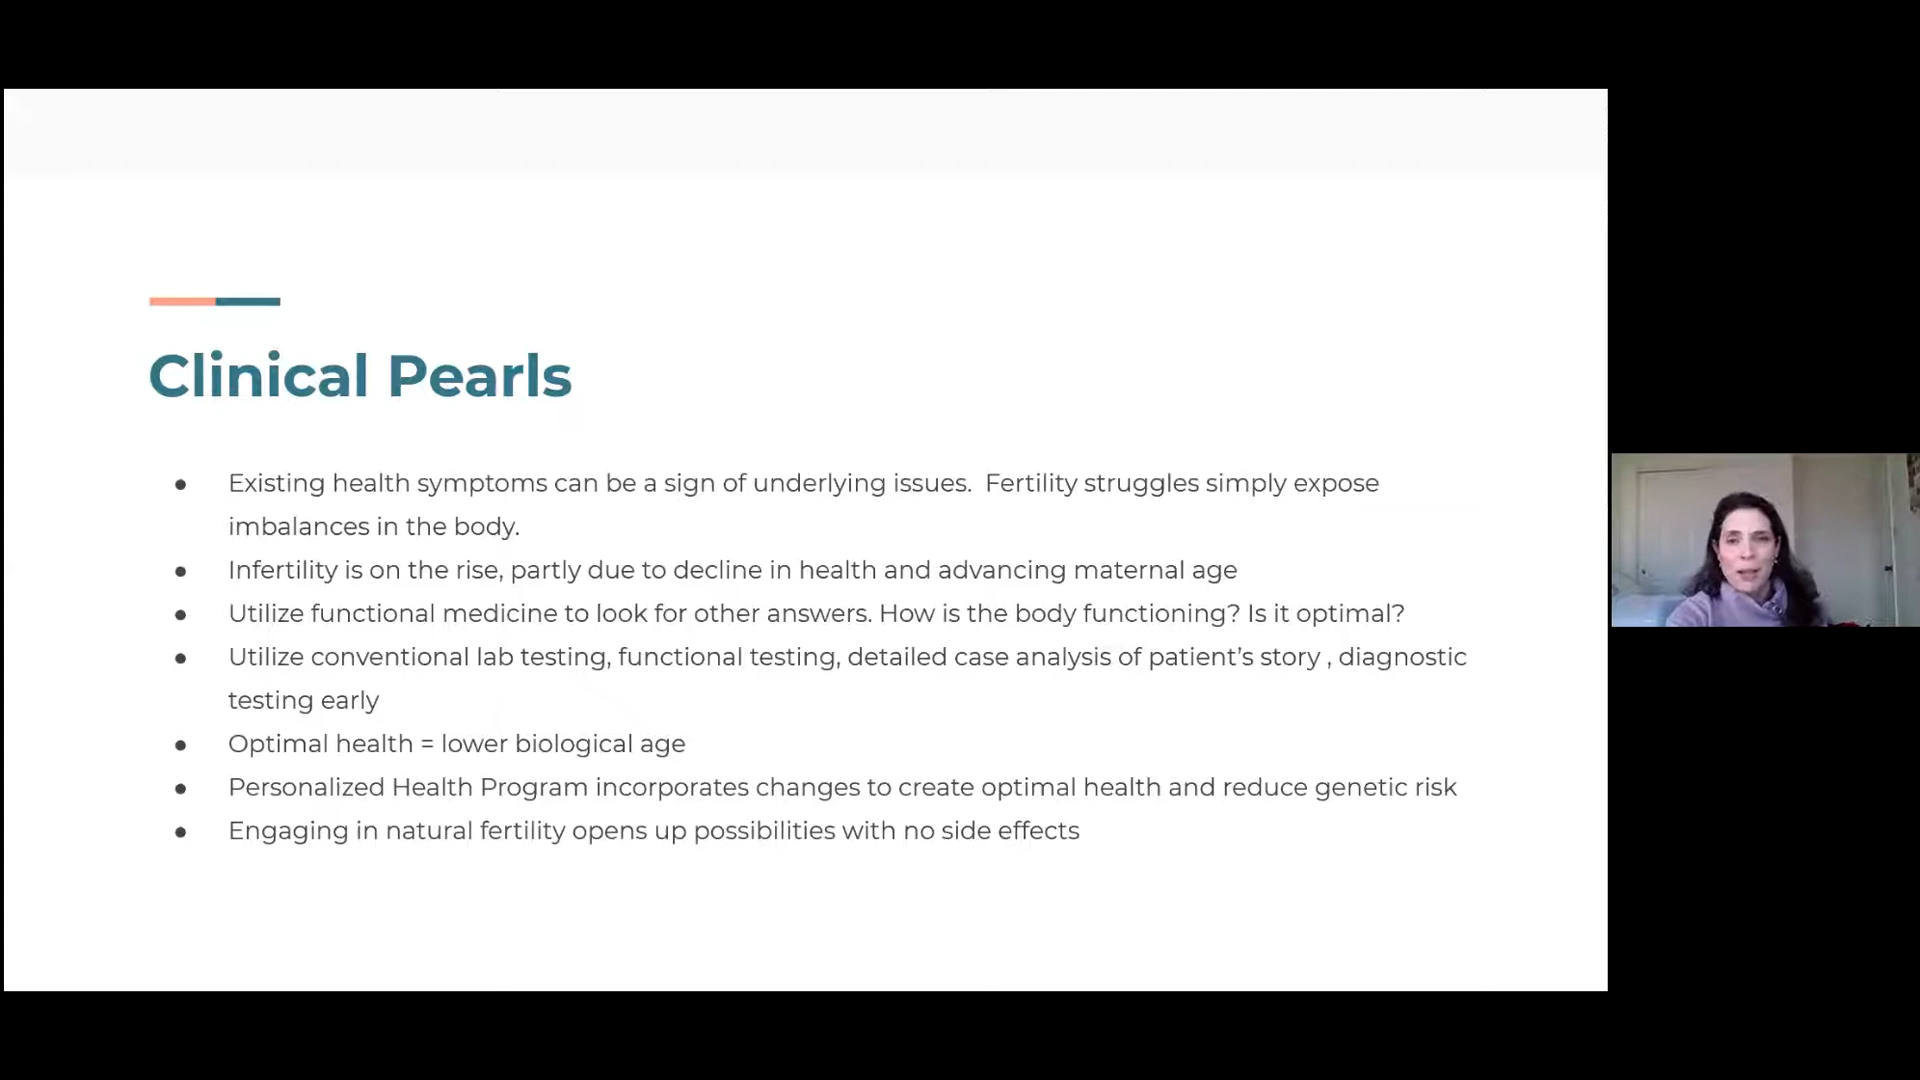 Clinical Pearls
● Existing health symptoms can be a sign of underlying issues.  Fertility struggles simply expose
imbalances in the body.
● Infertility is on the rise, partly due to decline in health and advancing maternal age
● Utilize functional medicine to look for other answers. How is the body functioning? Is it optimal?
● Utilize conventional lab testing, functional testing, detailed case analysis of patient’s story , diagnostic
testing early
● Optimal health = lower biological age
● Personalized Health Program incorporates changes to create optimal health and reduce genetic risk
● Engaging in natural fertility opens up possibilities with no side effects